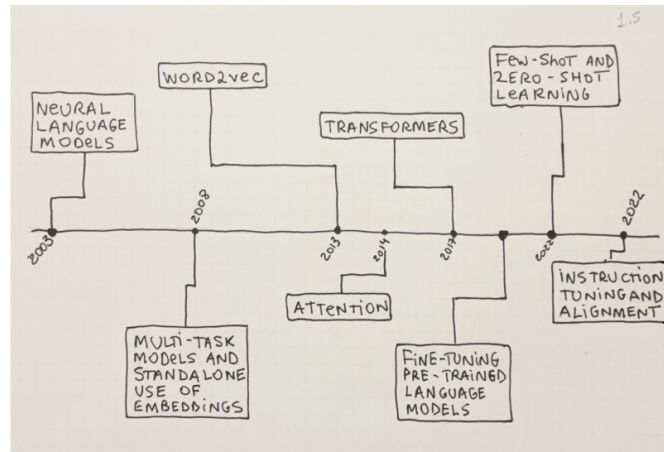 1.5
NEURAL
LANGUAGE
MODELS
WORD2VEC
TRANSFORMERS
FEW-SHOT AND
ZERO-SHOT
LEARNING
2003
2008
2013
2014
2017
2022
2022
ATTENTION
MULTI-TASK
MODELS AND
STANDALONE
USE OF
EMBEDDINGS
FINE-TUNING
PRE-TRAINED
LANGUAGE
MODELS
INSTRUCTION
TUNING AND
ALIGNMENT